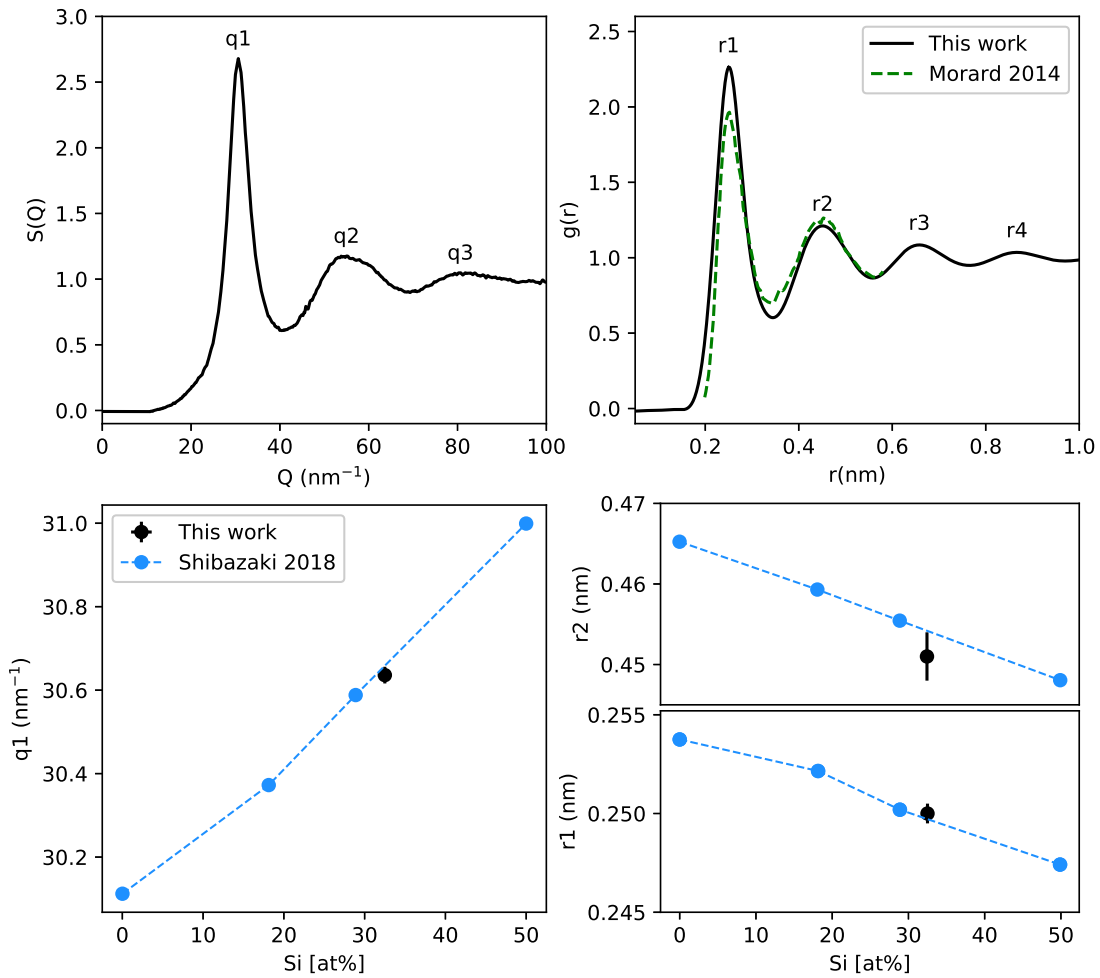 3.0
2.5
2.0
1.5
1.0
0.5
0.0
S(Q)
q1
q2
q3
0
20
40
60
80
100
Q (nm⁻¹)
2.5
2.0
1.5
1.0
0.5
0.0
g(r)
r1
r2
r3
r4
This work
Morard 2014
0.2
0.4
0.6
0.8
1.0
r(nm)
31.0
30.8
30.6
30.4
30.2
q1 (nm⁻¹)
This work
Shibazaki 2018
0
10
20
30
40
50
Si [at%]
0.47
0.46
0.45
r2 (nm)
0.255
0.250
0.245
r1 (nm)
0
10
20
30
40
50
Si [at%]